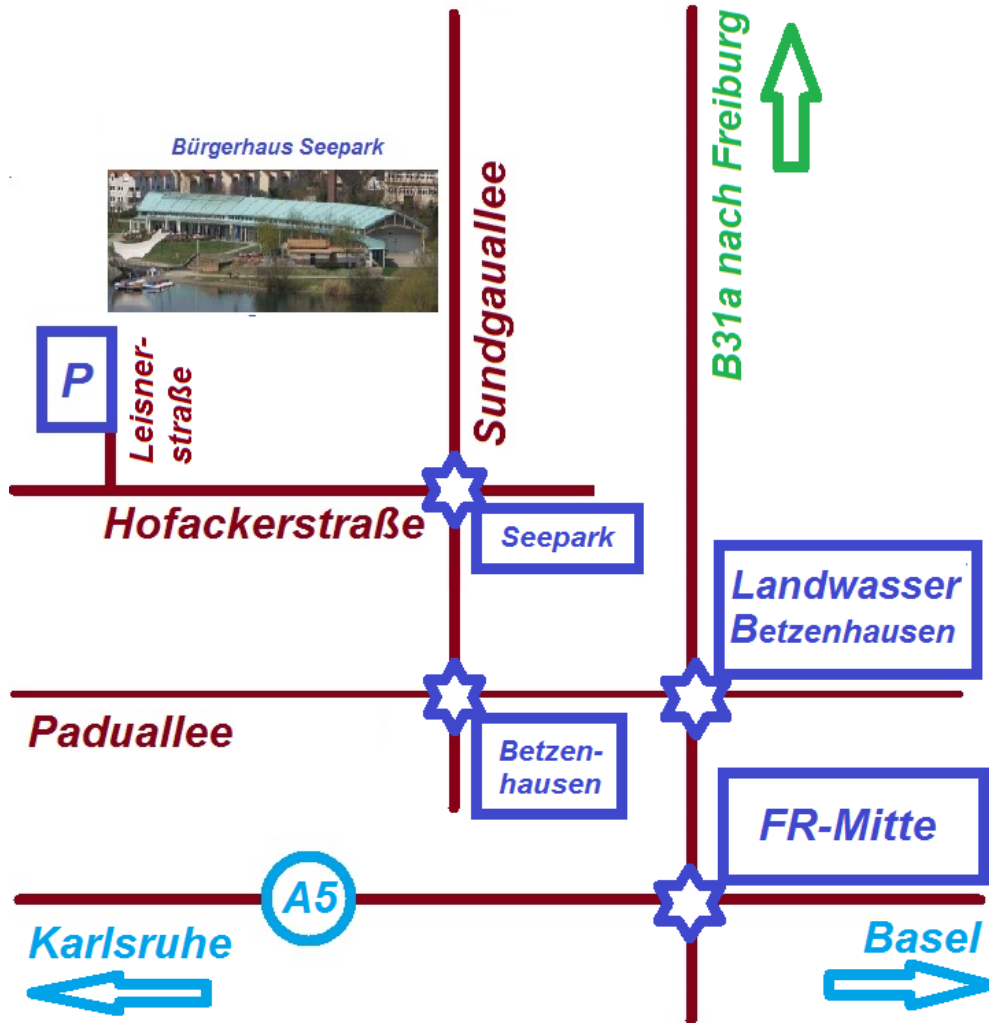 Bürgerhaus Seepark
Sundgauallee
B31a nach Freiburg
P
Leisner-
straße
Hofackerstraße
Seepark
Landwasser
Betzenhausen
Paduallee
Betzen-
hausen
FR-Mitte
A5
Karlsruhe
Basel